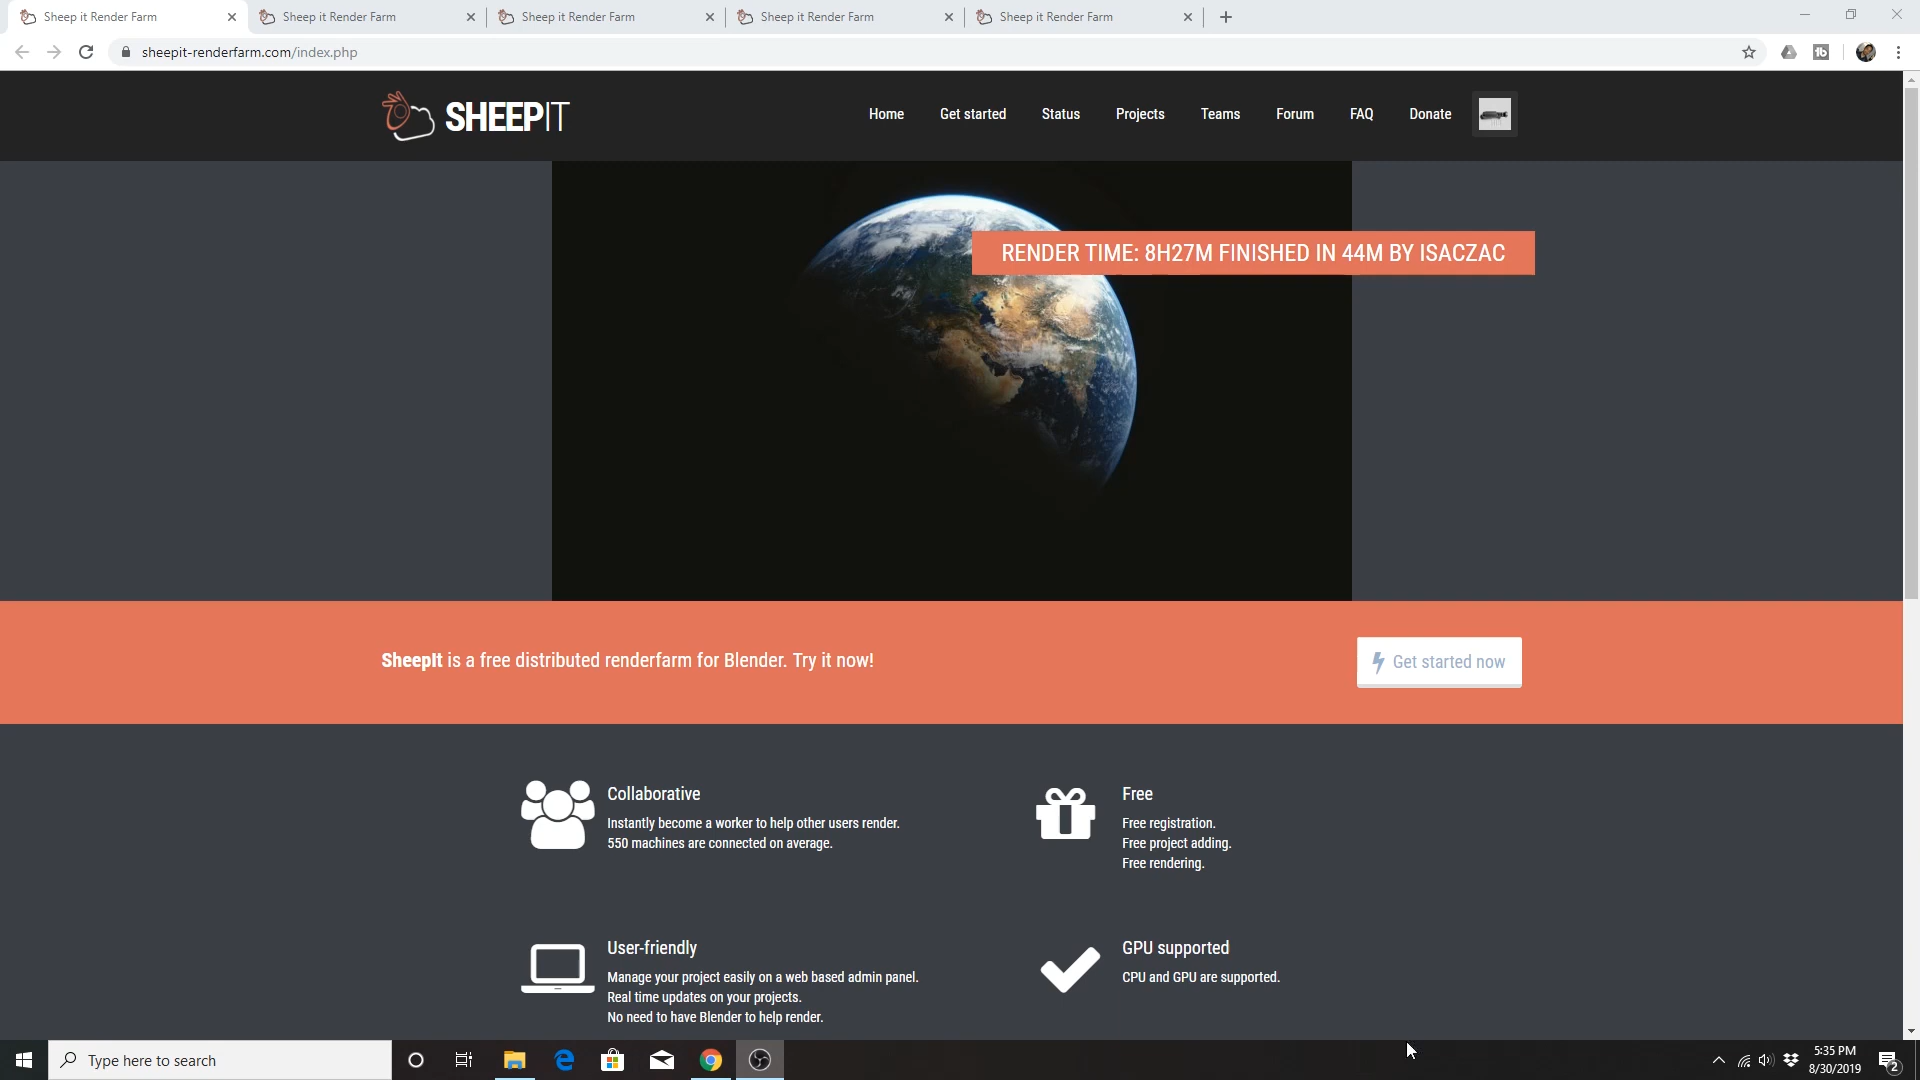 Sheep it Render Farm
Sheep it Render Farm
Sheep it Render Farm
Sheep it Render Farm
Sheep it Render Farm
sheepit-renderfarm.com/index.php
SHEEPIT
Home
Get started
Status
Projects
Teams
Forum
FAQ
Donate
RENDER TIME: 8H27M FINISHED IN 44M BY ISACZAC
SheepIt is a free distributed renderfarm for Blender. Try it now!
Get started now
Collaborative
Instantly become a worker to help other users render.
550 machines are connected on average.
Free
Free registration.
Free project adding.
Free rendering.
User-friendly
Manage your project easily on a web based admin panel.
Real time updates on your projects.
No need to have Blender to help render.
GPU supported
CPU and GPU are supported.
Type here to search
5:35 PM
8/30/2019
2